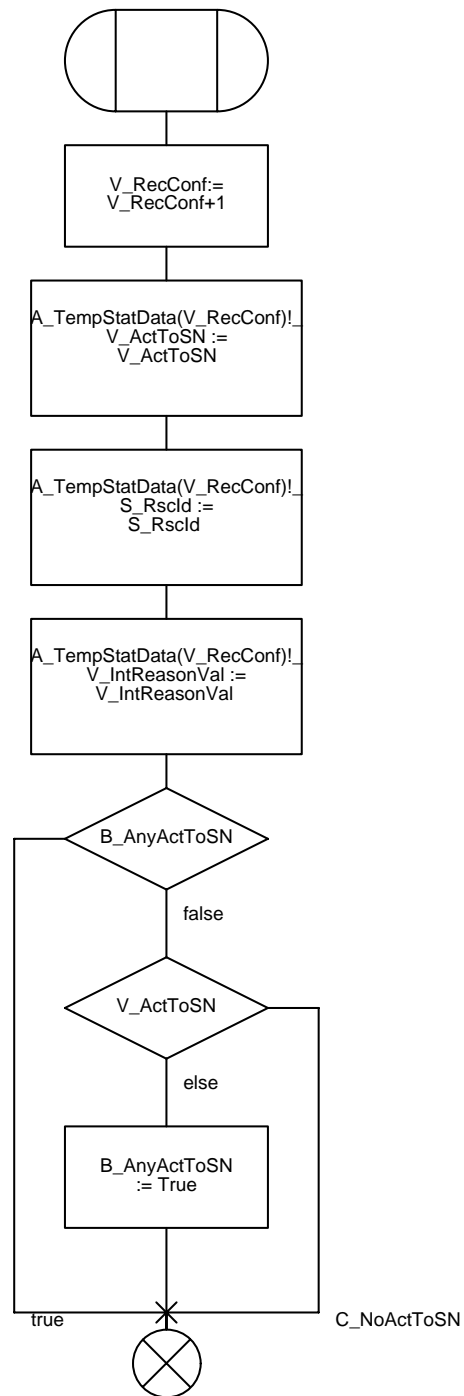 V_RecConf:=
V_RecConf+1
A_TempStatData(V_RecConf)!_
V_ActToSN :=
V_ActToSN
A_TempStatData(V_RecConf)!_
S_RscId :=
S_RscId
A_TempStatData(V_RecConf)!_
V_IntReasonVal :=
V_IntReasonVal
B_AnyActToSN
false
V_ActToSN
else
B_AnyActToSN
:= True
true
C_NoActToSN